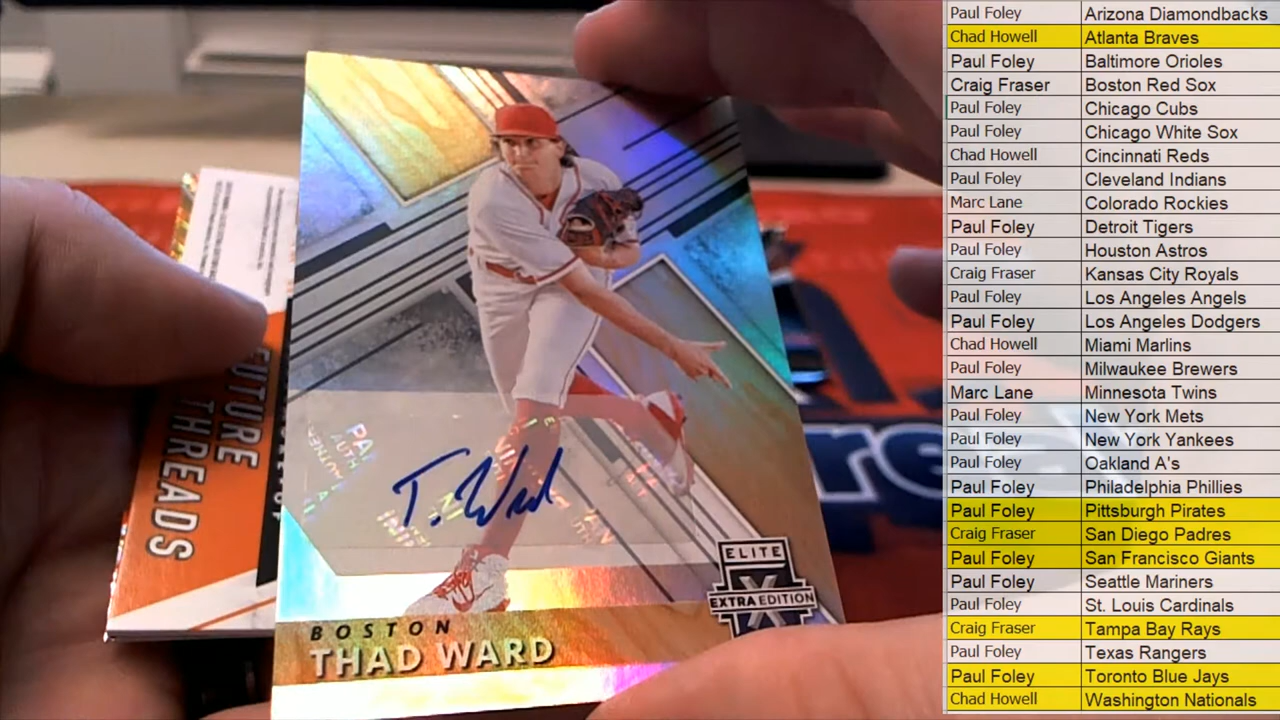 FUTURE
THREADS
T. Ward
ELITE
EXTRA EDITION
BOSTON
THAD WARD
Paul Foley Arizona Diamondbacks
Chad Howell Atlanta Braves
Paul Foley Baltimore Orioles
Craig Fraser Boston Red Sox
Paul Foley Chicago Cubs
Paul Foley Chicago White Sox
Chad Howell Cincinnati Reds
Paul Foley Cleveland Indians
Marc Lane Colorado Rockies
Paul Foley Detroit Tigers
Paul Foley Houston Astros
Craig Fraser Kansas City Royals
Paul Foley Los Angeles Angels
Paul Foley Los Angeles Dodgers
Chad Howell Miami Marlins
Paul Foley Milwaukee Brewers
Marc Lane Minnesota Twins
Paul Foley New York Mets
Paul Foley New York Yankees
Paul Foley Oakland A's
Paul Foley Philadelphia Phillies
Paul Foley Pittsburgh Pirates
Craig Fraser San Diego Padres
Paul Foley San Francisco Giants
Paul Foley Seattle Mariners
Paul Foley St. Louis Cardinals
Craig Fraser Tampa Bay Rays
Paul Foley Texas Rangers
Paul Foley Toronto Blue Jays
Chad Howell Washington Nationals